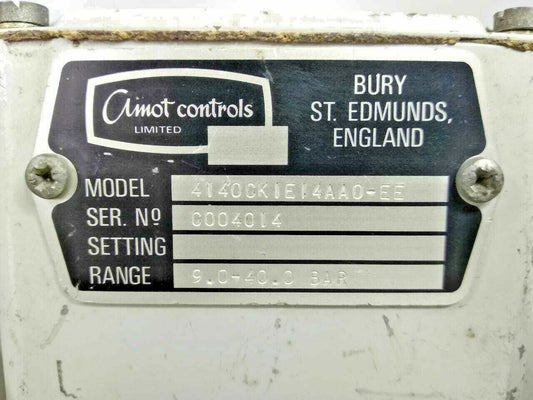 Amot controls
LIMITED
BURY
ST. EDMUNDS,
ENGLAND
MODEL 4140CK1E14AA0-EE
SER. Nº C004014
SETTING
RANGE 9.0-40.0 BAR